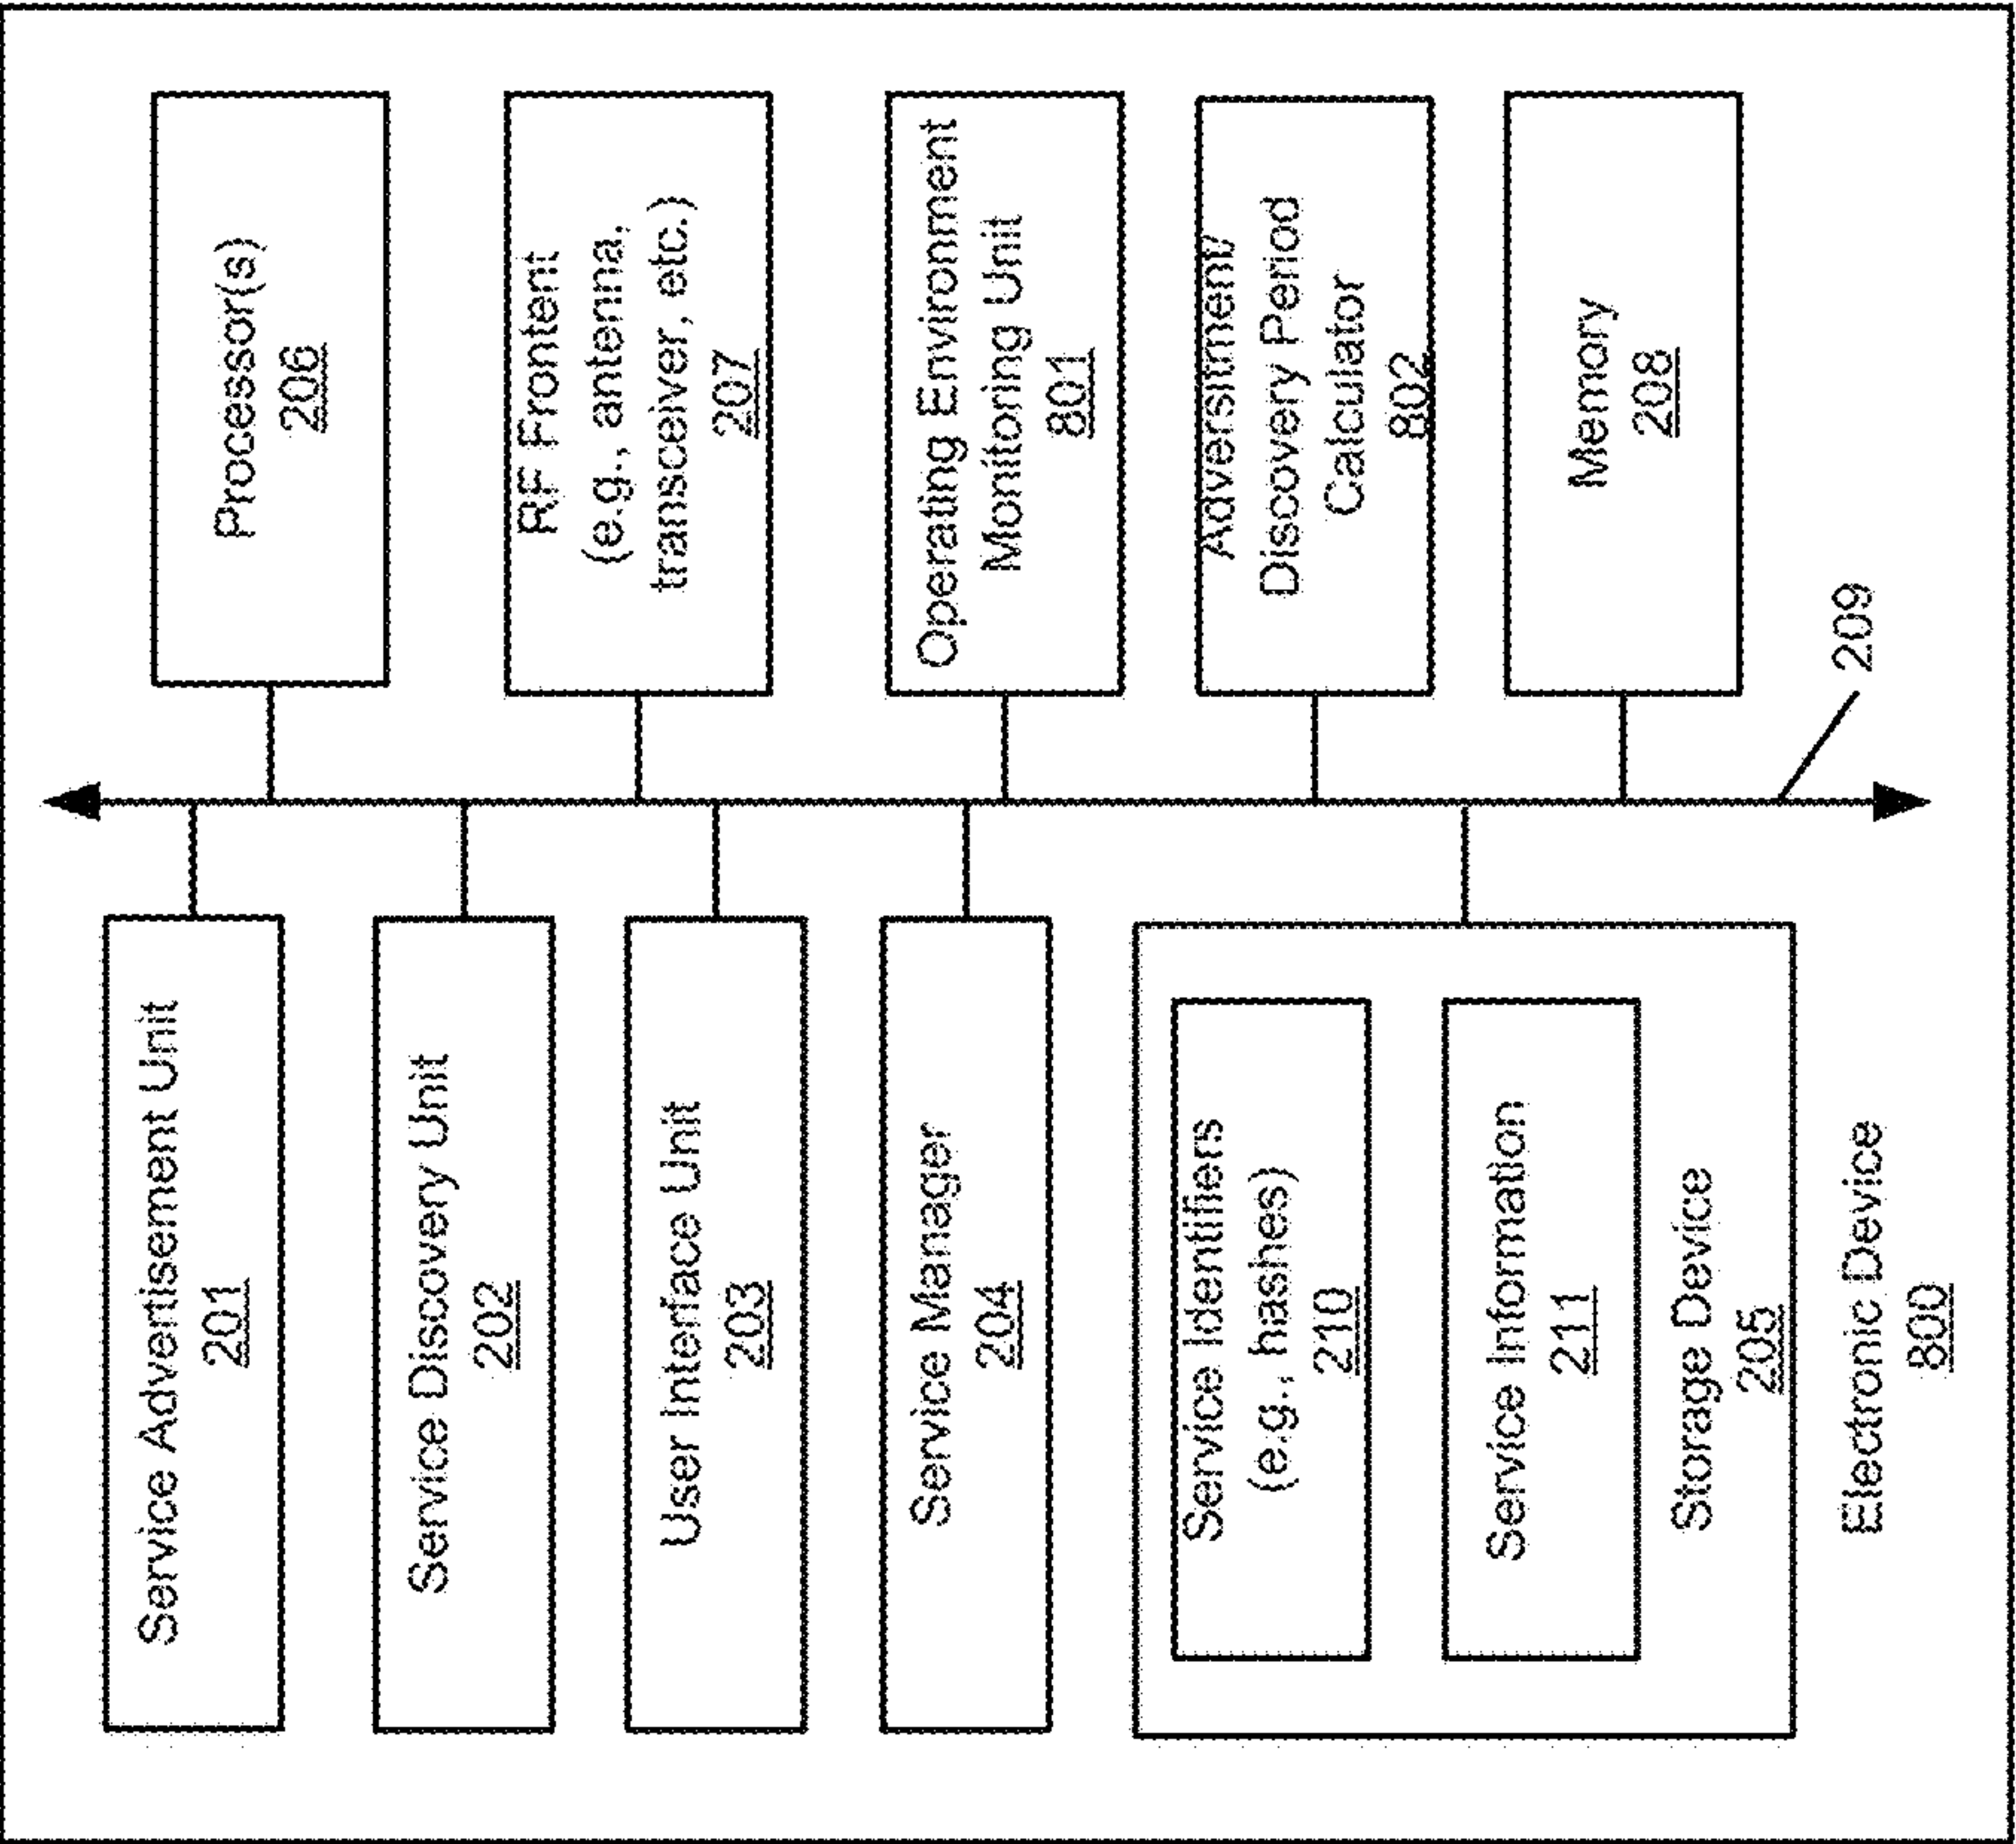 Service Advertisement Unit
201
Service Discovery Unit
202
User Interface Unit
203
Service Manager
204
Service Identifiers
(e.g., hashes)
210
Service Information
211
Storage Device
205
Electronic Device
800
Processor(s)
206
RF Frontent
(e.g., antenna,
transceiver, etc.)
207
Operating Environment
Monitoring Unit
801
Adversitment/
Discovery Period
Calculator
802
Memory
208
209